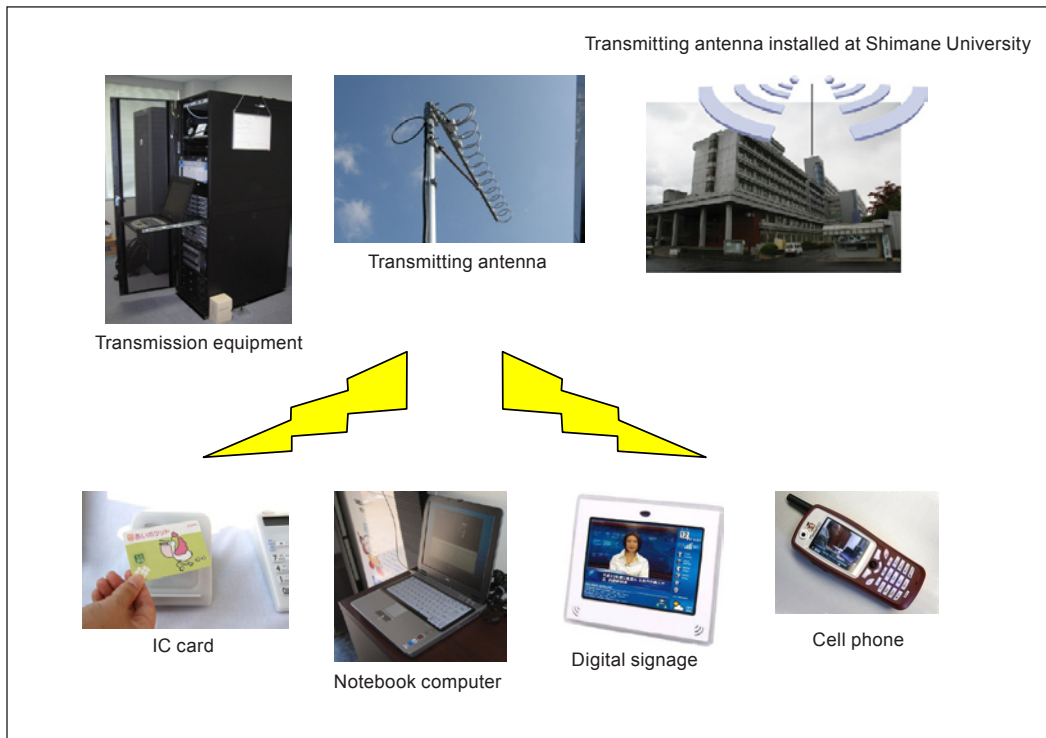 Transmitting antenna installed at Shimane University
Transmitting antenna
Transmission equipment
IC card
Notebook computer
Digital signage
Cell phone